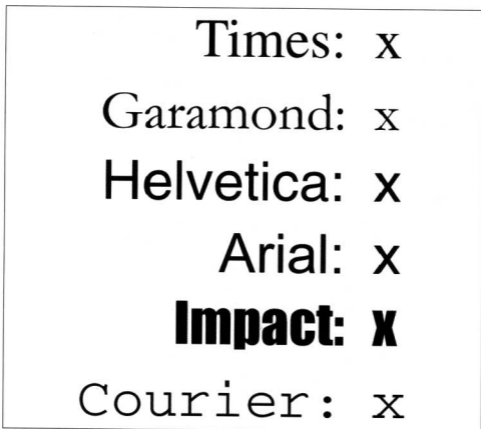 Times: x
Garamond: x
Helvetica: x
Arial: x
Impact: x
Courier: x